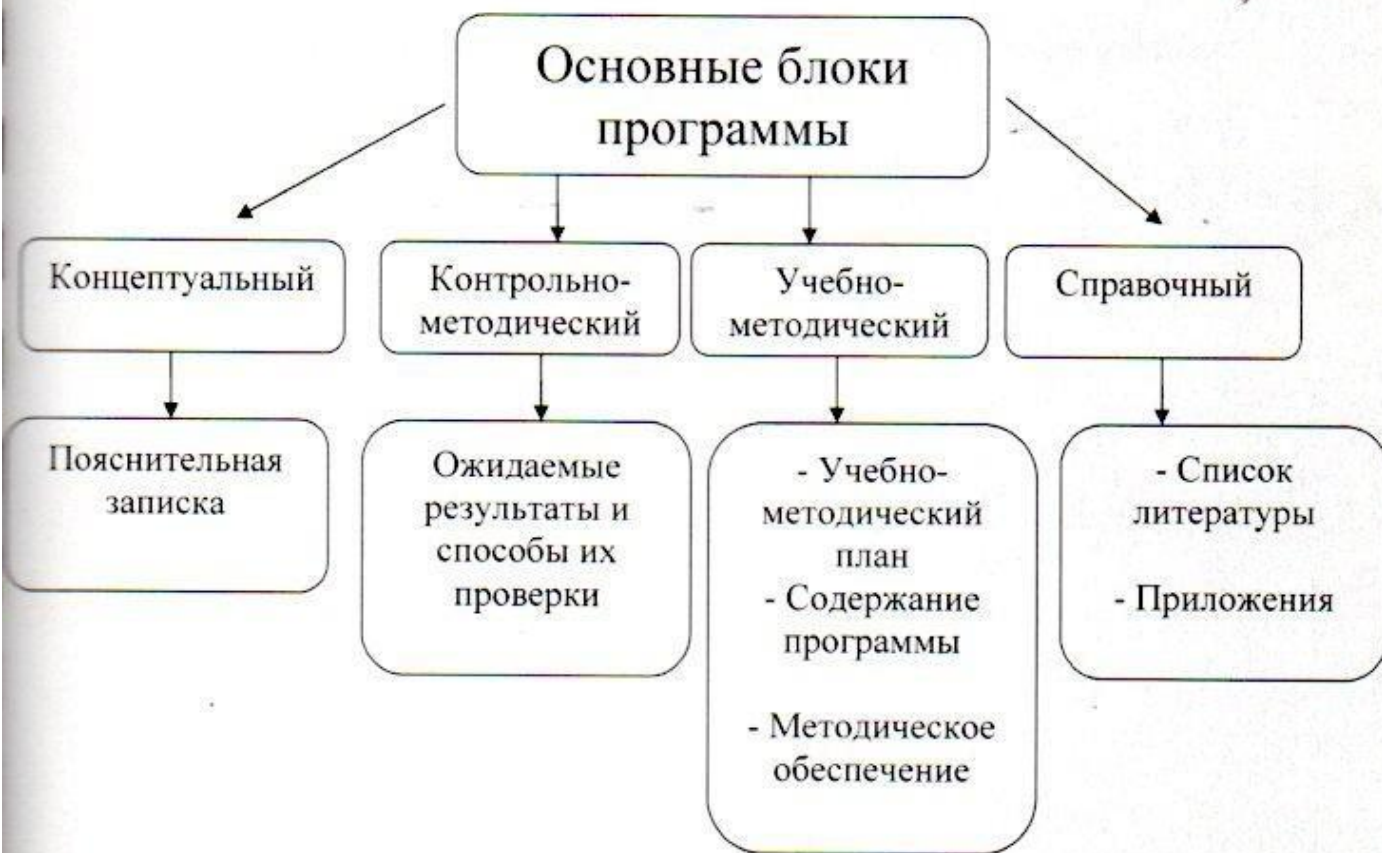 Основные блоки
программы
Концептуальный
Контрольно-
методический
Учебно-
методический
Справочный
Пояснительная
записка
Ожидаемые
результаты и
способы их
проверки
- Учебно-
методический
план
- Содержание
программы
- Методическое
обеспечение
- Список
литературы
- Приложения